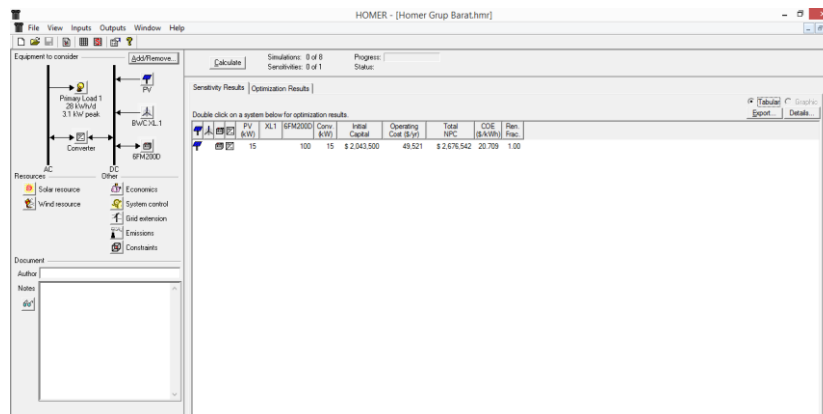 HOMER - [Homer Grup Barat.hmr]
File View Inputs Outputs Window Help
Equipment to consider
Add/Remove...
Primary Load 1
28 kWh/d
3.1 kW peak
PV
BWC XL.1
Converter
6FM200D
AC DC
Resources Other
Solar resource Economics
Wind resource System control
Grid extension
Emissions
Constraints
Document
Author
Notes
Calculate
Simulations: 0 of 8 Progress:
Sensitivities: 0 of 1 Status:
Sensitivity Results Optimization Results
Double click on a system below for optimization results.
Tabular Graphic
Export... Details...
PV (kW) XL1 6FM200D Conv. (kW) Initial Capital Operating Cost ($/yr) Total NPC COE ($/kWh) Ren. Frac.
15 100 15 $ 2,043,500 49,521 $ 2,676,542 20.709 1.00